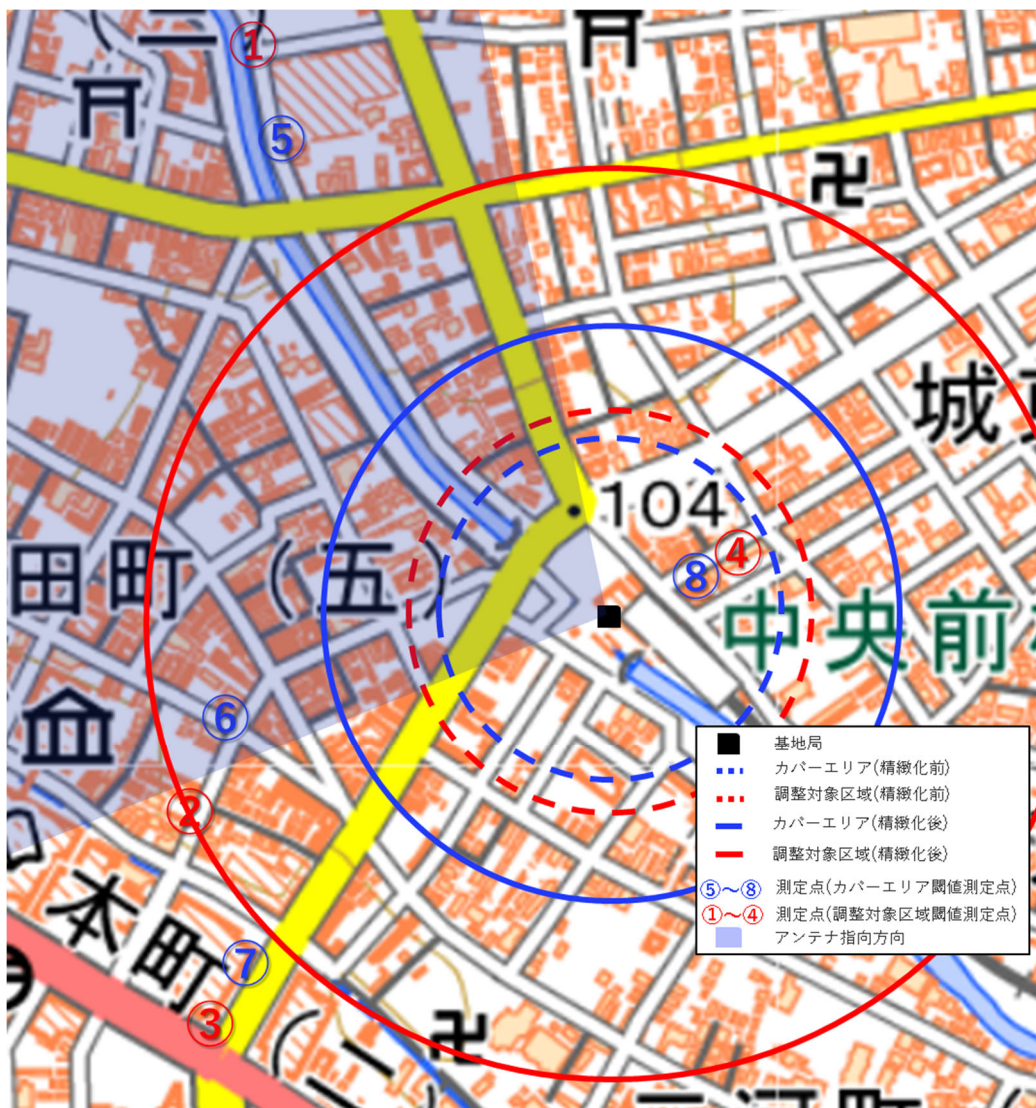 ①
⑤
城
104
④
⑧
田町(五)
中央前
⑥
②
本町
⑦
③
基地局
カバーエリア(精緻化前)
調整対象区域(精緻化前)
カバーエリア(精緻化後)
調整対象区域(精緻化後)
⑤~⑧ 測定点(カバーエリア閾値測定点)
①~④ 測定点(調整対象区域閾値測定点)
アンテナ指向方向